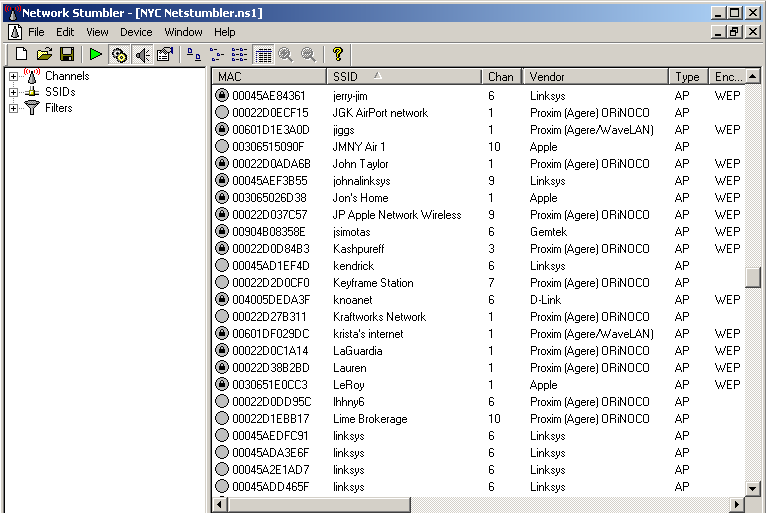 Network Stumbler - [NYC Netstumbler.ns1]
File Edit View Device Window Help
Channels
SSIDs
Filters
MAC SSID Chan Vendor Type Enc...
00045AE84361 jerry-jim 6 Linksys AP WEP
00022D0ECF15 JGK AirPort network 1 Proxim (Agere) ORiNOCO AP
00601D1E3A0D jiggs 1 Proxim (Agere/WaveLAN) AP WEP
00306515090F JMNY Air 1 10 Apple AP
00022D0ADA6B John Taylor 1 Proxim (Agere) ORiNOCO AP WEP
00045AEF3B55 johnalinksys 9 Linksys AP WEP
003065026D38 Jon's Home 1 Apple AP WEP
00022D037C57 JP Apple Network Wireless 9 Proxim (Agere) ORiNOCO AP WEP
00904B08358E jsimotas 6 Gemtek AP WEP
00022D0D84B3 Kashpureff 3 Proxim (Agere) ORiNOCO AP WEP
00045AD1EF4D kendrick 6 Linksys AP
00022D2D0CF0 Keyframe Station 7 Proxim (Agere) ORiNOCO AP
004005DEDA3F knoanet 6 D-Link AP WEP
00022D27B311 Kraftworks Network 1 Proxim (Agere) ORiNOCO AP
00601DF029DC krista's internet 1 Proxim (Agere/WaveLAN) AP WEP
00022D0C1A14 LaGuardia 1 Proxim (Agere) ORiNOCO AP WEP
00022D38B2BD Lauren 1 Proxim (Agere) ORiNOCO AP WEP
0030651E0CC3 LeRoy 1 Apple AP WEP
00022D0DD95C lhhny6 6 Proxim (Agere) ORiNOCO AP
00022D1EBB17 Lime Brokerage 10 Proxim (Agere) ORiNOCO AP
00045AEDFC91 linksys 6 Linksys AP
00045ADA3E6F linksys 6 Linksys AP
00045A2E1AD7 linksys 6 Linksys AP
00045ADD465F linksys 6 Linksys AP